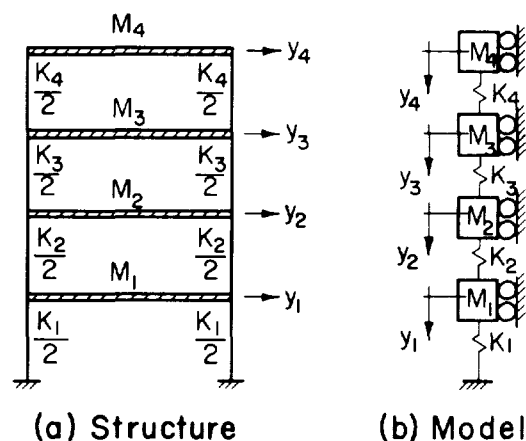 M4
y4
K4/2 K4/2
M3
y3
K3/2 K3/2
M2
y2
K2/2 K2/2
M1
y1
K1/2 K1/2
(a) Structure
M4
y4
K4
M3
y3
K3
M2
y2
K2
M1
y1
K1
(b) Model